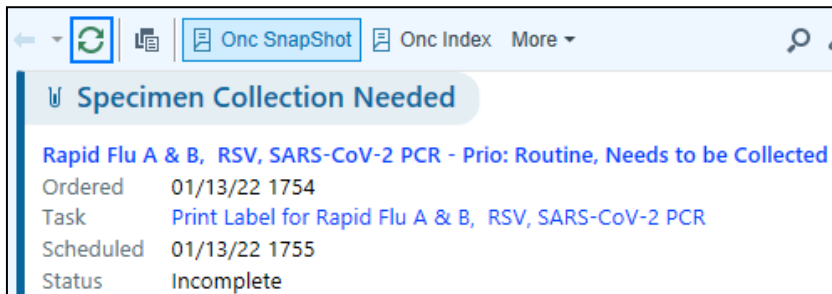 Onc SnapShot Onc Index More
Specimen Collection Needed
Rapid Flu A & B, RSV, SARS-CoV-2 PCR - Prio: Routine, Needs to be Collected
Ordered 01/13/22 1754
Task Print Label for Rapid Flu A & B, RSV, SARS-CoV-2 PCR
Scheduled 01/13/22 1755
Status Incomplete